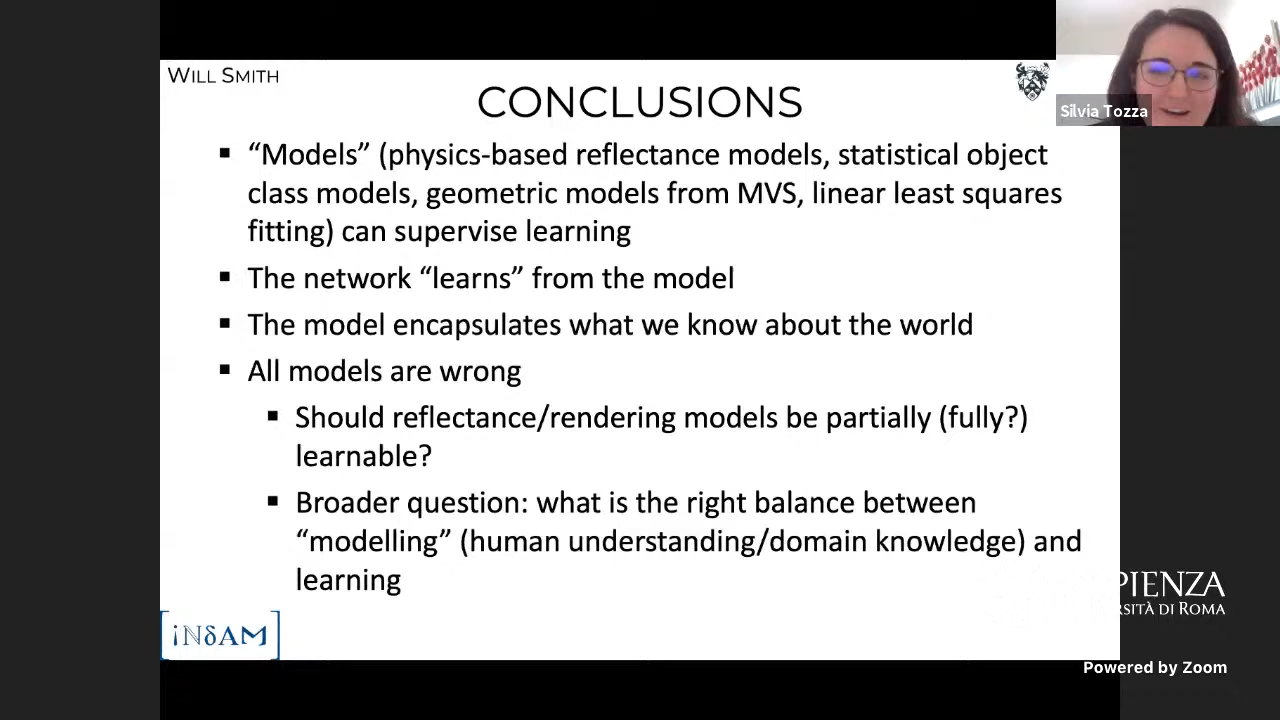 WILL SMITH
CONCLUSIONS
Silvia Tozza
▪ “Models” (physics-based reflectance models, statistical object
class models, geometric models from MVS, linear least squares
fitting) can supervise learning
▪ The network “learns” from the model
▪ The model encapsulates what we know about the world
▪ All models are wrong
▪ Should reflectance/rendering models be partially (fully?)
learnable?
▪ Broader question: what is the right balance between
“modelling” (human understanding/domain knowledge) and
learning
PIENZA
RSITÀ DI ROMA
iNδAM
Powered by Zoom